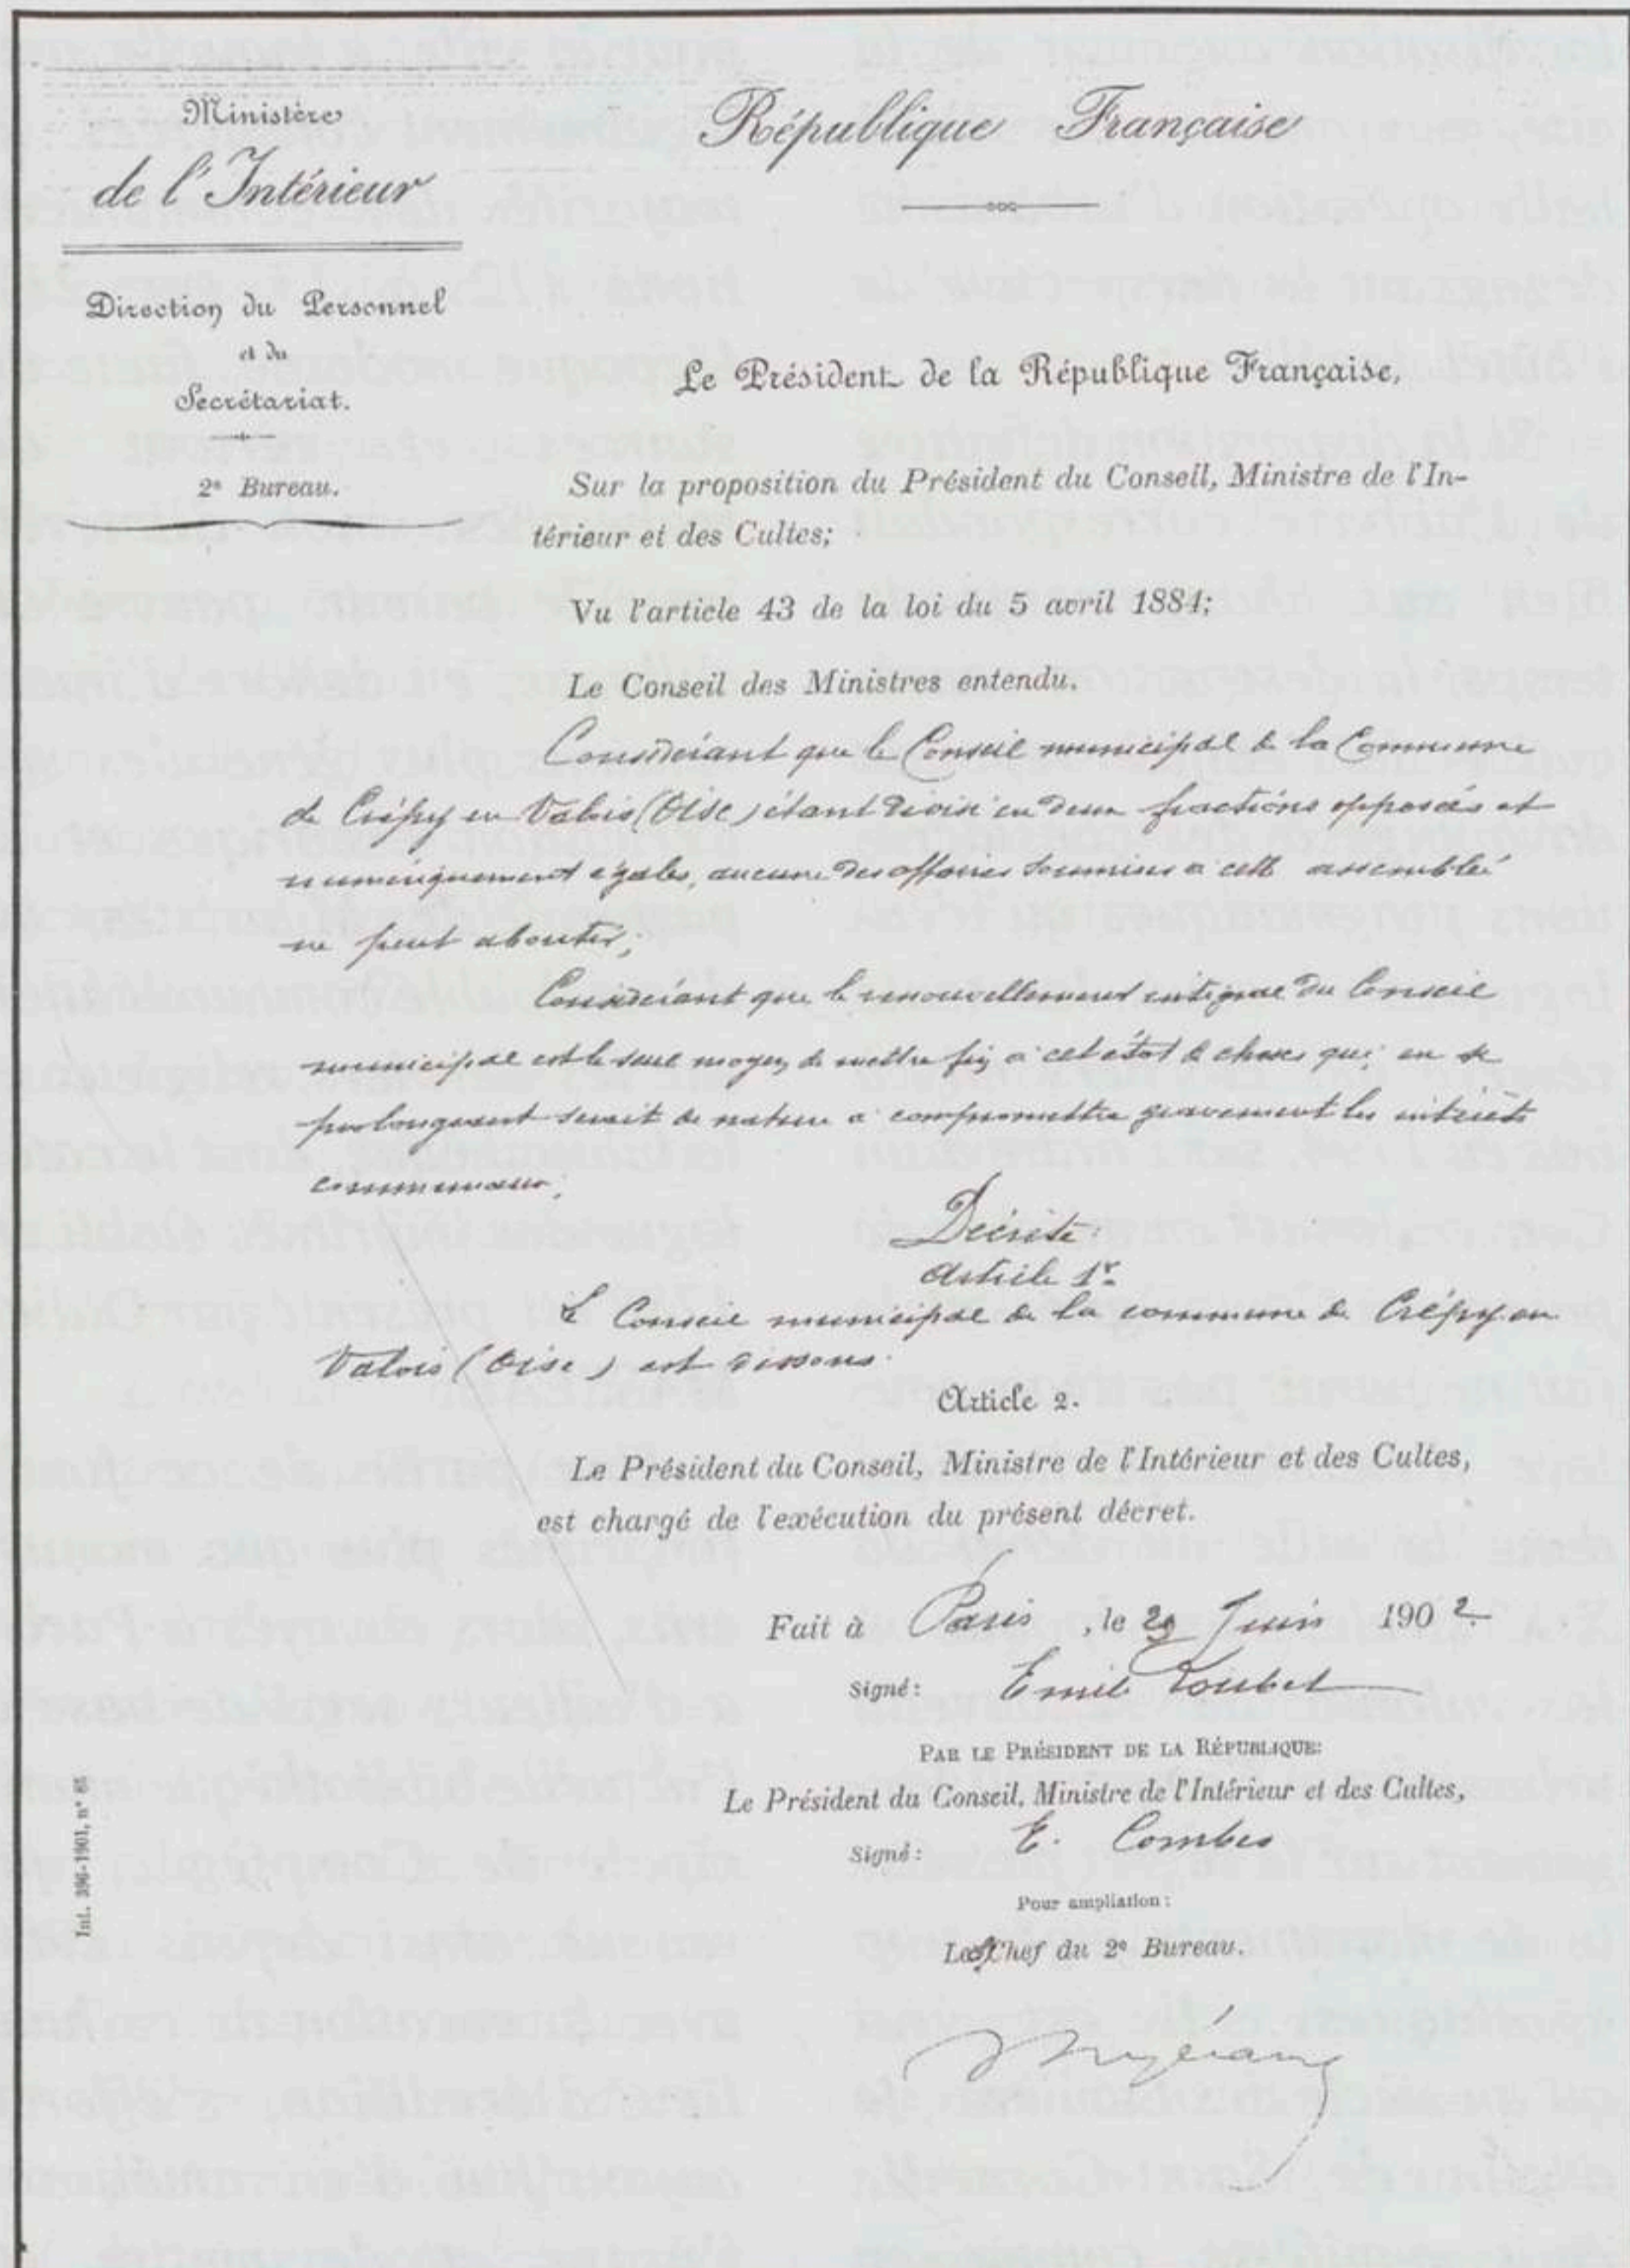 Ministère
de l'Intérieur
Direction du Personnel
et du
Secrétariat.
2e Bureau.
République Française
Le Président de la République Française,
Sur la proposition du Président du Conseil, Ministre de l'In-
térieur et des Cultes;
Vu l'article 43 de la loi du 5 avril 1884;
Le Conseil des Ministres entendu.
Considérant que le Conseil municipal de la Commune
de Crépy en Valois (Oise) étant divisé en deux fractions opposées et
numériquement égales, aucune des affaires soumises à cette assemblée
ne peut aboutir;
Considérant que le renouvellement intégral du Conseil
municipal est le seul moyen de mettre fin à cet état de choses qui, en se
prolongeant serait de nature à compromettre gravement les intérêts
communaux;
Décrète:
Article 1er
Le Conseil municipal de la commune de Crépy en
Valois (Oise) est dissous.
Article 2.
Le Président du Conseil, Ministre de l'Intérieur et des Cultes,
est chargé de l'exécution du présent décret.
Fait à Paris, le Juin 1902
Signé: Emile Loubet
PAR LE PRÉSIDENT DE LA RÉPUBLIQUE:
Le Président du Conseil, Ministre de l'Intérieur et des Cultes,
Signé: E. Combes
Pour ampliation:
Le Chef du 2e Bureau.
Int. 396-1901, n° 85